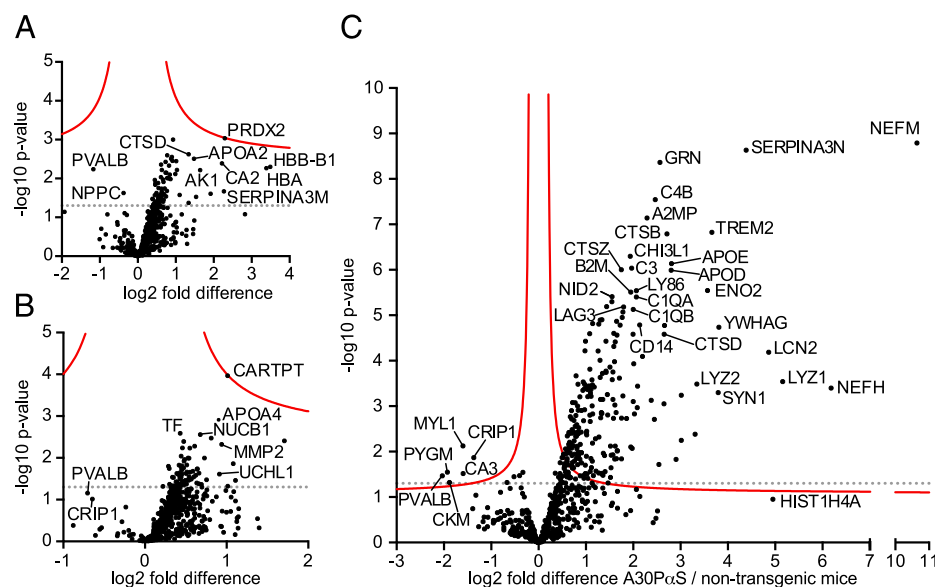 A
5
4
3
2
1
0
-log10 p-value
CTSD
PRDX2
PVALB
APOA2
HBB-B1
AK1
CA2
HBA
NPPC
SERPINA3M
-2 -1 0 1 2 3 4
log2 fold difference
B
5
4
3
2
1
0
-log10 p-value
CARTPT
APOA4
TF
NUCB1
MMP2
PVALB
UCHL1
CRIP1
-1 0 1 2
log2 fold difference
C
10
9
8
7
6
5
4
3
2
1
0
-log10 p-value
NEFM
SERPINA3N
GRN
C4B
A2MP
CTSB
TREM2
CTSZ
CHI3L1
APOE
B2M
C3
APOD
NID2
LY86
ENO2
C1QA
LAG3
C1QB
YWHAG
CD14
CTSD
LCN2
LYZ2
LYZ1
NEFH
SYN1
MYL1
CRIP1
PYGM
CA3
PVALB
CKM
HIST1H4A
-3 -2 -1 0 1 2 3 4 5 6 7 10 11
log2 fold difference A30PαS / non-transgenic mice